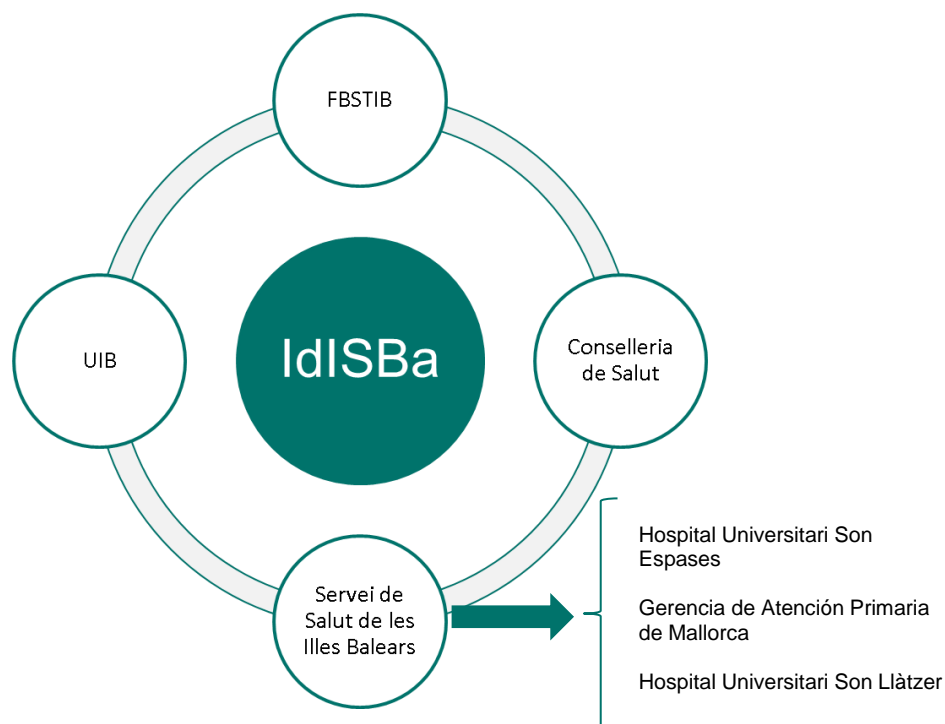 FBSTIB
UIB
IdISBa
Conselleria
de Salut
Servei de
Salut de les
Illes Balears
Hospital Universitari Son
Espases
Gerencia de Atención Primaria
de Mallorca
Hospital Universitari Son Llàtzer